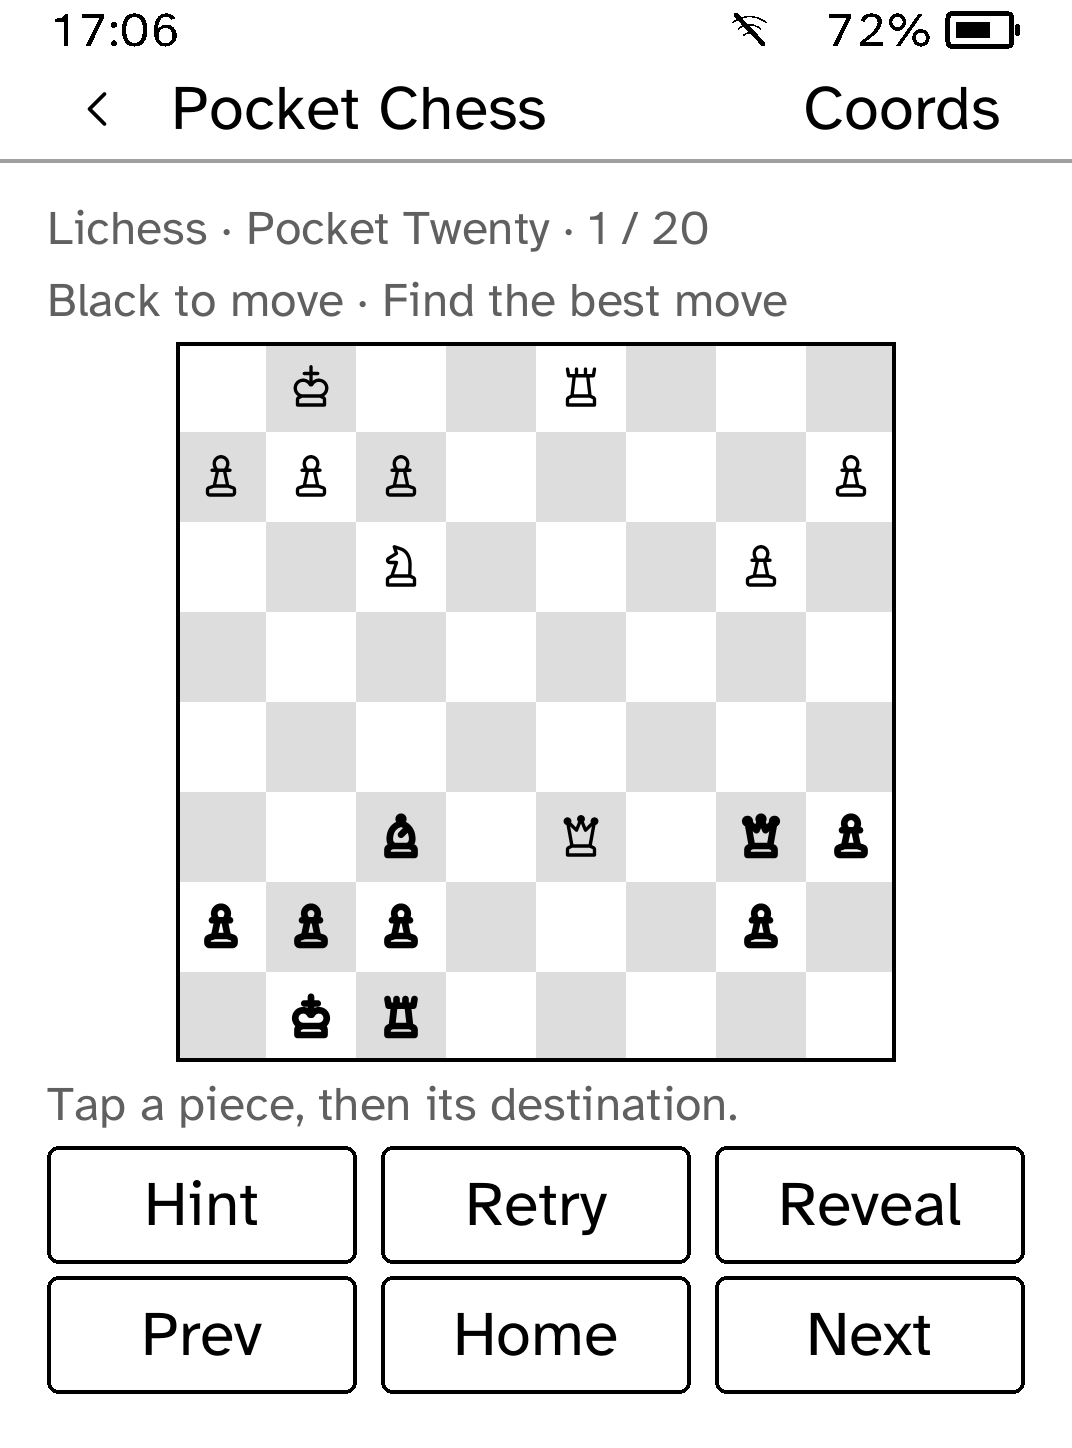 17:06 72%
Pocket Chess Coords
Lichess · Pocket Twenty · 1 / 20
Black to move · Find the best move
Tap a piece, then its destination.
Hint Retry Reveal
Prev Home Next